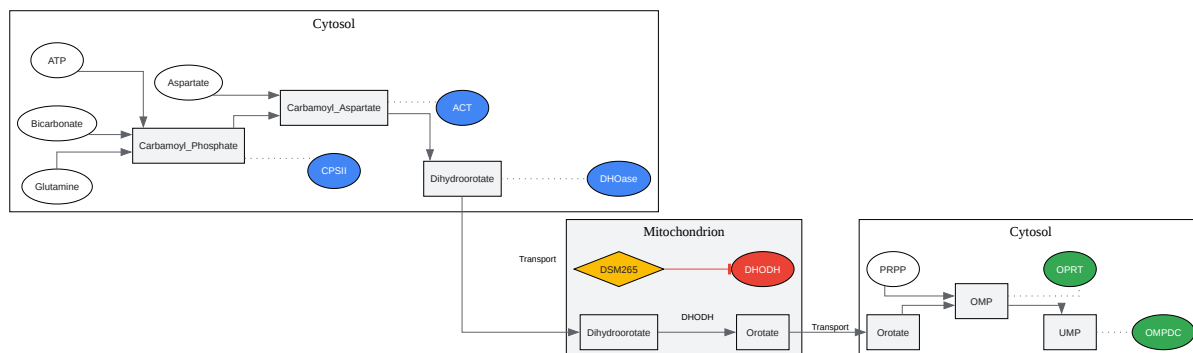 Cytosol
ATP
Aspartate
Carbamoyl_Aspartate
ACT
Bicarbonate
Carbamoyl_Phosphate
CPSII
Dihydroorotate
DHOase
Glutamine
Mitochondrion
Cytosol
Transport
DSM265
DHODH
PRPP
OPRT
OMP
DHODH
Dihydroorotate
Orotate
Transport
Orotate
UMP
OMPDC